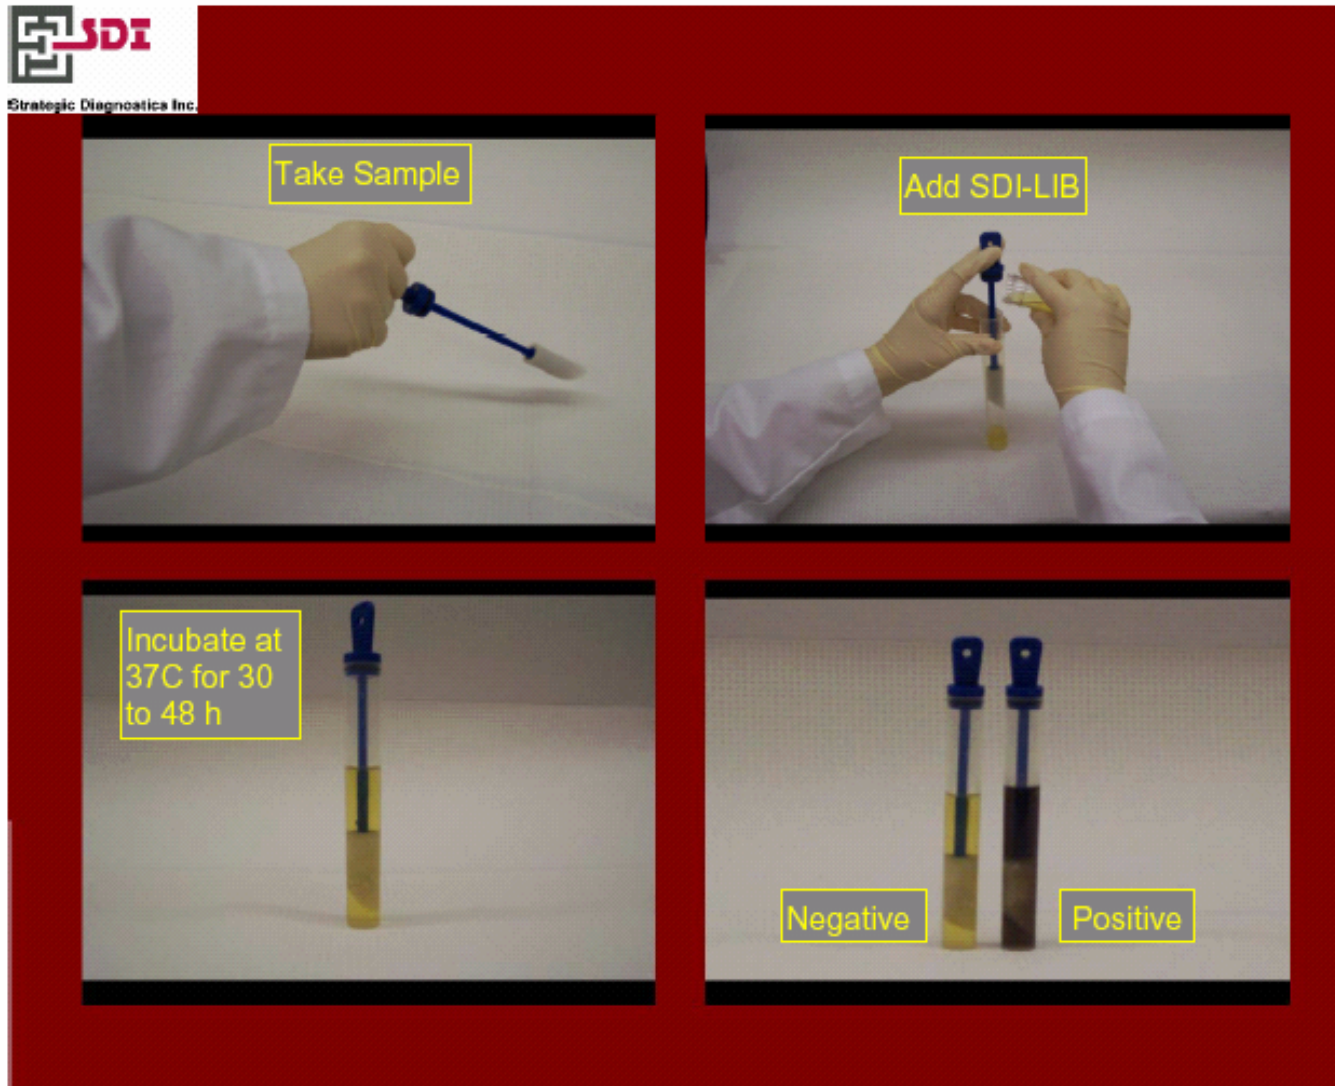 SDI
Strategic Diagnostics Inc.
Take Sample
Add SDI-LIB
Incubate at
37C for 30
to 48 h
Negative
Positive